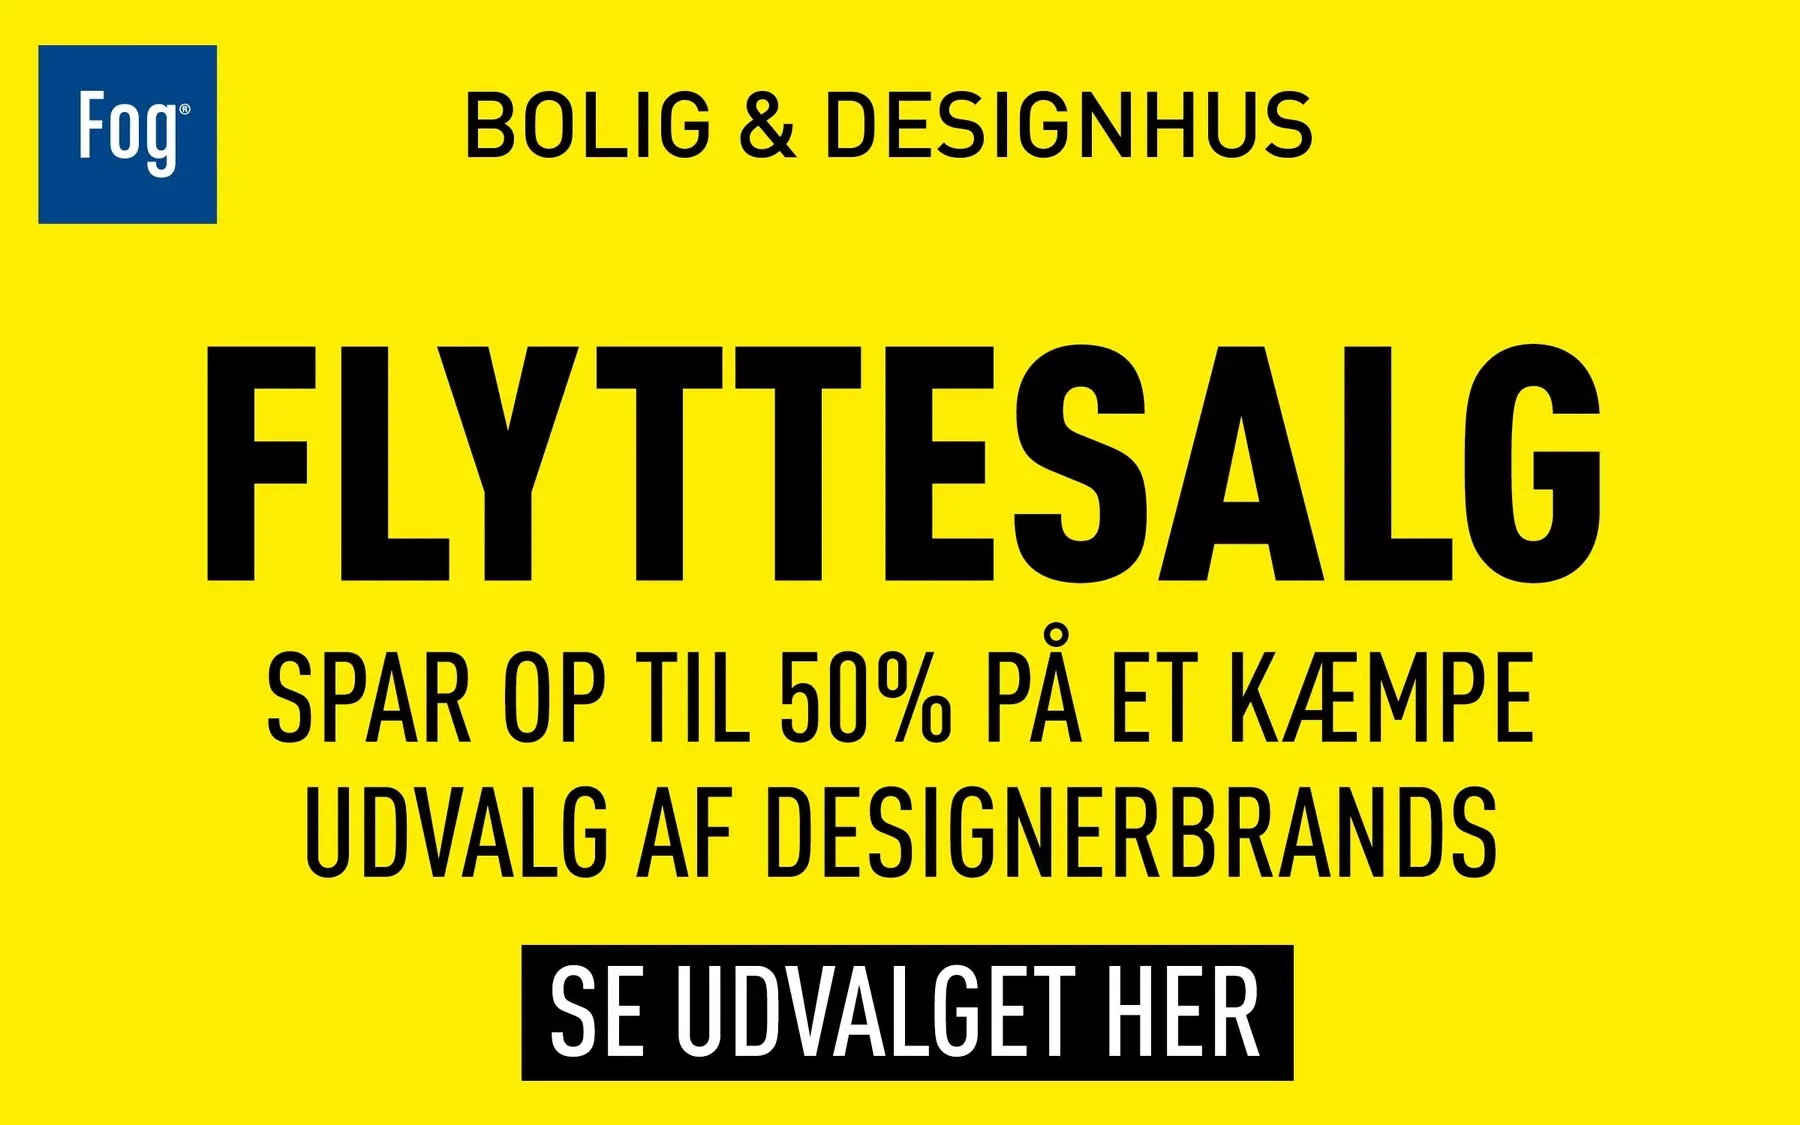 Fog®
BOLIG & DESIGNHUS
FLYTTESALG
SPAR OP TIL 50% PÅ ET KÆMPE
UDVALG AF DESIGNERBRANDS
SE UDVALGET HER